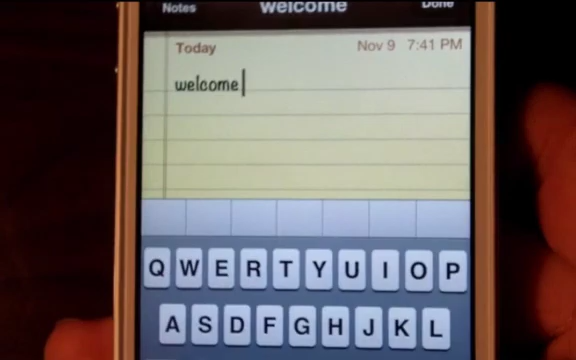 Notes welcome Done
Today Nov 9 7:41 PM
welcome
Q W E R T Y U I O P
A S D F G H J K L